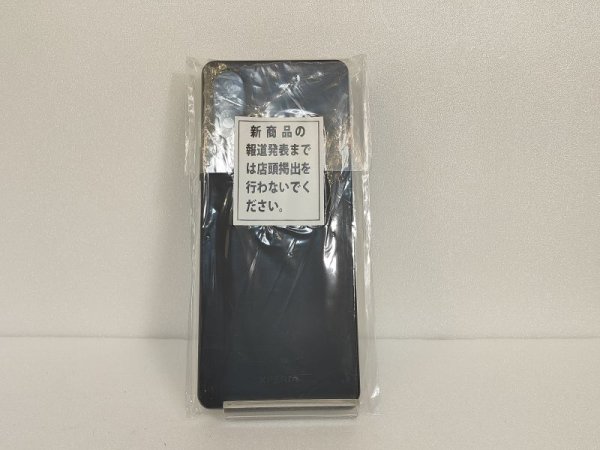 新商品の
報道発表まで
は店頭掲出を
行わないでく
ださい。
XPERIA